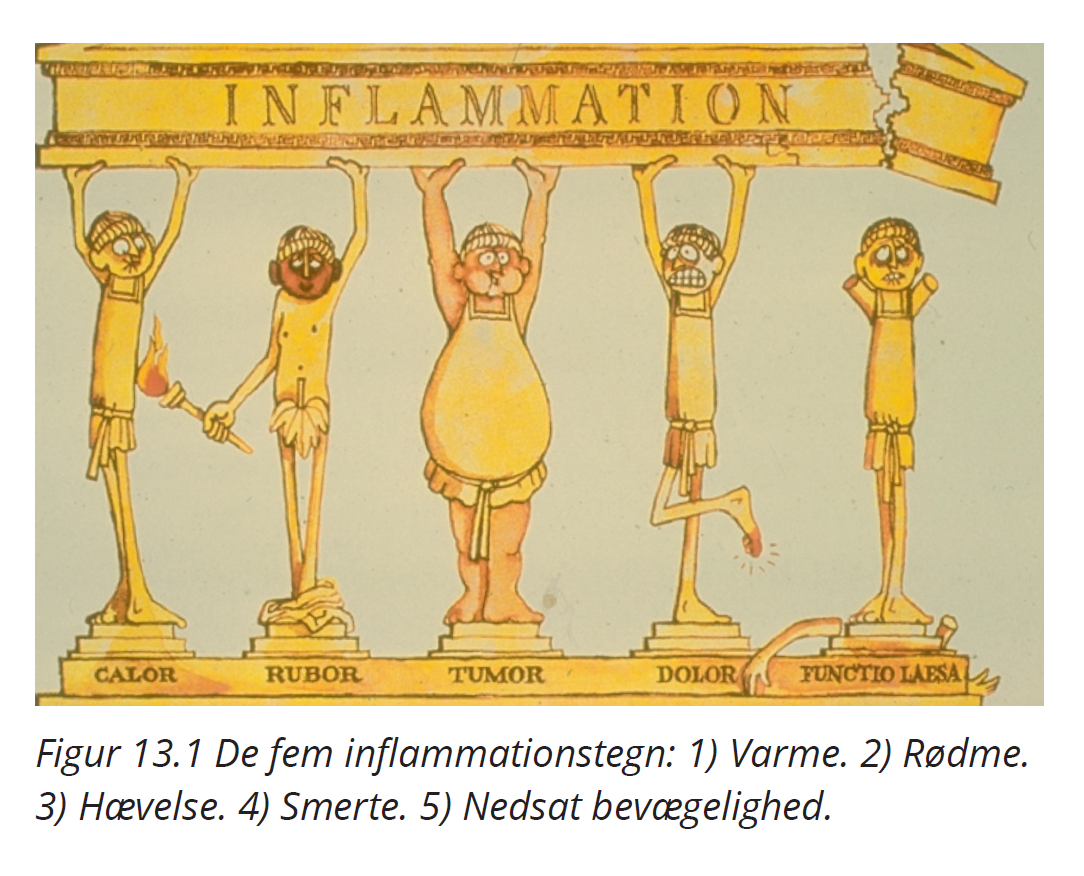 INFLAMMATION
CALOR RUBOR TUMOR DOLOR FUNCTIO LAESA
Figur 13.1 De fem inflammationstegn: 1) Varme. 2) Rødme.
3) Hævelse. 4) Smerte. 5) Nedsat bevægelighed.